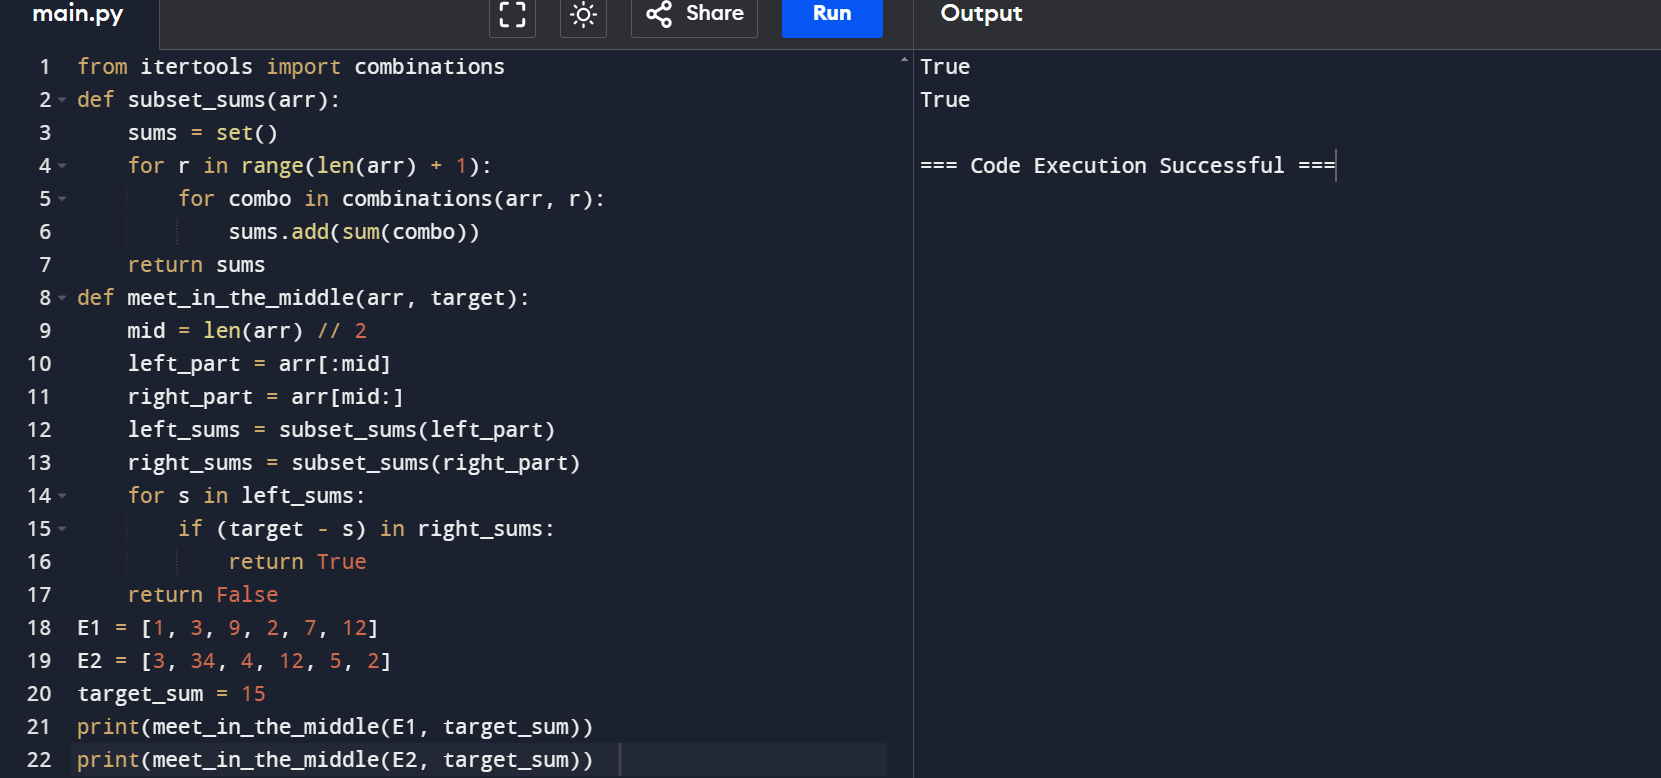 main.py
Share
Run
Output
1 from itertools import combinations
2 def subset_sums(arr):
3     sums = set()
4     for r in range(len(arr) + 1):
5         for combo in combinations(arr, r):
6             sums.add(sum(combo))
7     return sums
8 def meet_in_the_middle(arr, target):
9     mid = len(arr) // 2
10     left_part = arr[:mid]
11     right_part = arr[mid:]
12     left_sums = subset_sums(left_part)
13     right_sums = subset_sums(right_part)
14     for s in left_sums:
15         if (target - s) in right_sums:
16             return True
17     return False
18 E1 = [1, 3, 9, 2, 7, 12]
19 E2 = [3, 34, 4, 12, 5, 2]
20 target_sum = 15
21 print(meet_in_the_middle(E1, target_sum))
22 print(meet_in_the_middle(E2, target_sum))
True
True
=== Code Execution Successful ===